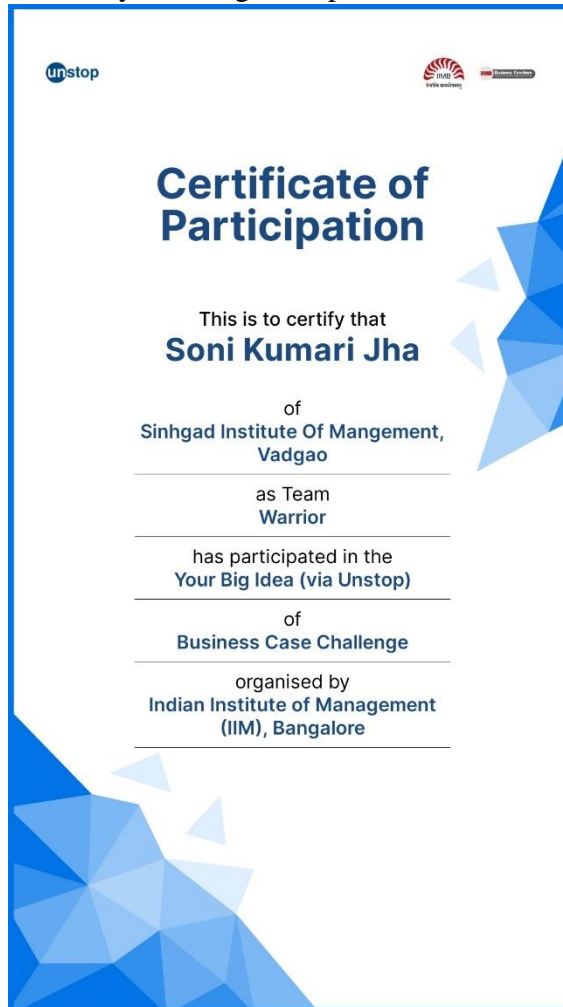 unstop
IIMB
Certificate of
Participation
This is to certify that
Soni Kumari Jha
of
Sinhgad Institute Of Mangement,
Vadgao
as Team
Warrior
has participated in the
Your Big Idea (via Unstop)
of
Business Case Challenge
organised by
Indian Institute of Management
(IIM), Bangalore